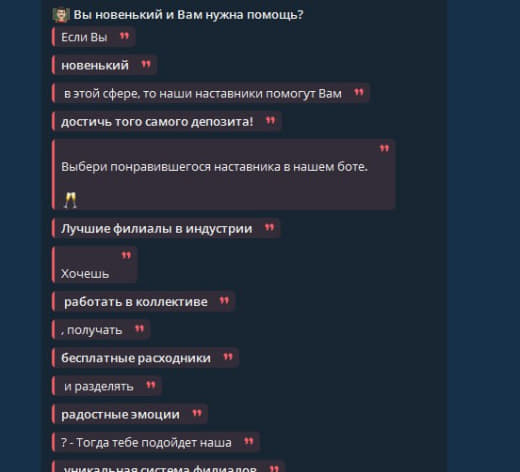 Вы новенький и Вам нужна помощь?
Если Вы
новенький
в этой сфере, то наши наставники помогут Вам
достичь того самого депозита!
Выбери понравившегося наставника в нашем боте.
Лучшие филиалы в индустрии
Хочешь
работать в коллективе
, получать
бесплатные расходники
и разделять
радостные эмоции
? - Тогда тебе подойдет наша
уникальная система филиалов